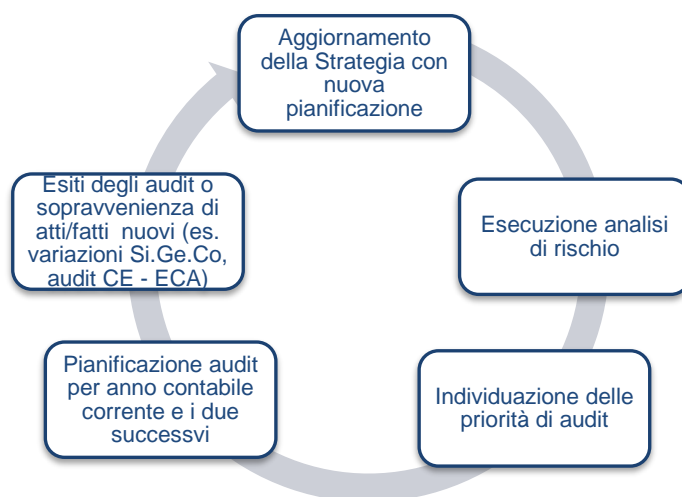 Aggiornamento
della Strategia con
nuova
pianificazione
Esecuzione analisi
di rischio
Individuazione delle
priorità di audit
Pianificazione audit
per anno contabile
corrente e i due
successvi
Esiti degli audit o
sopravvenienza di
atti/fatti nuovi (es.
variazioni Si.Ge.Co,
audit CE - ECA)